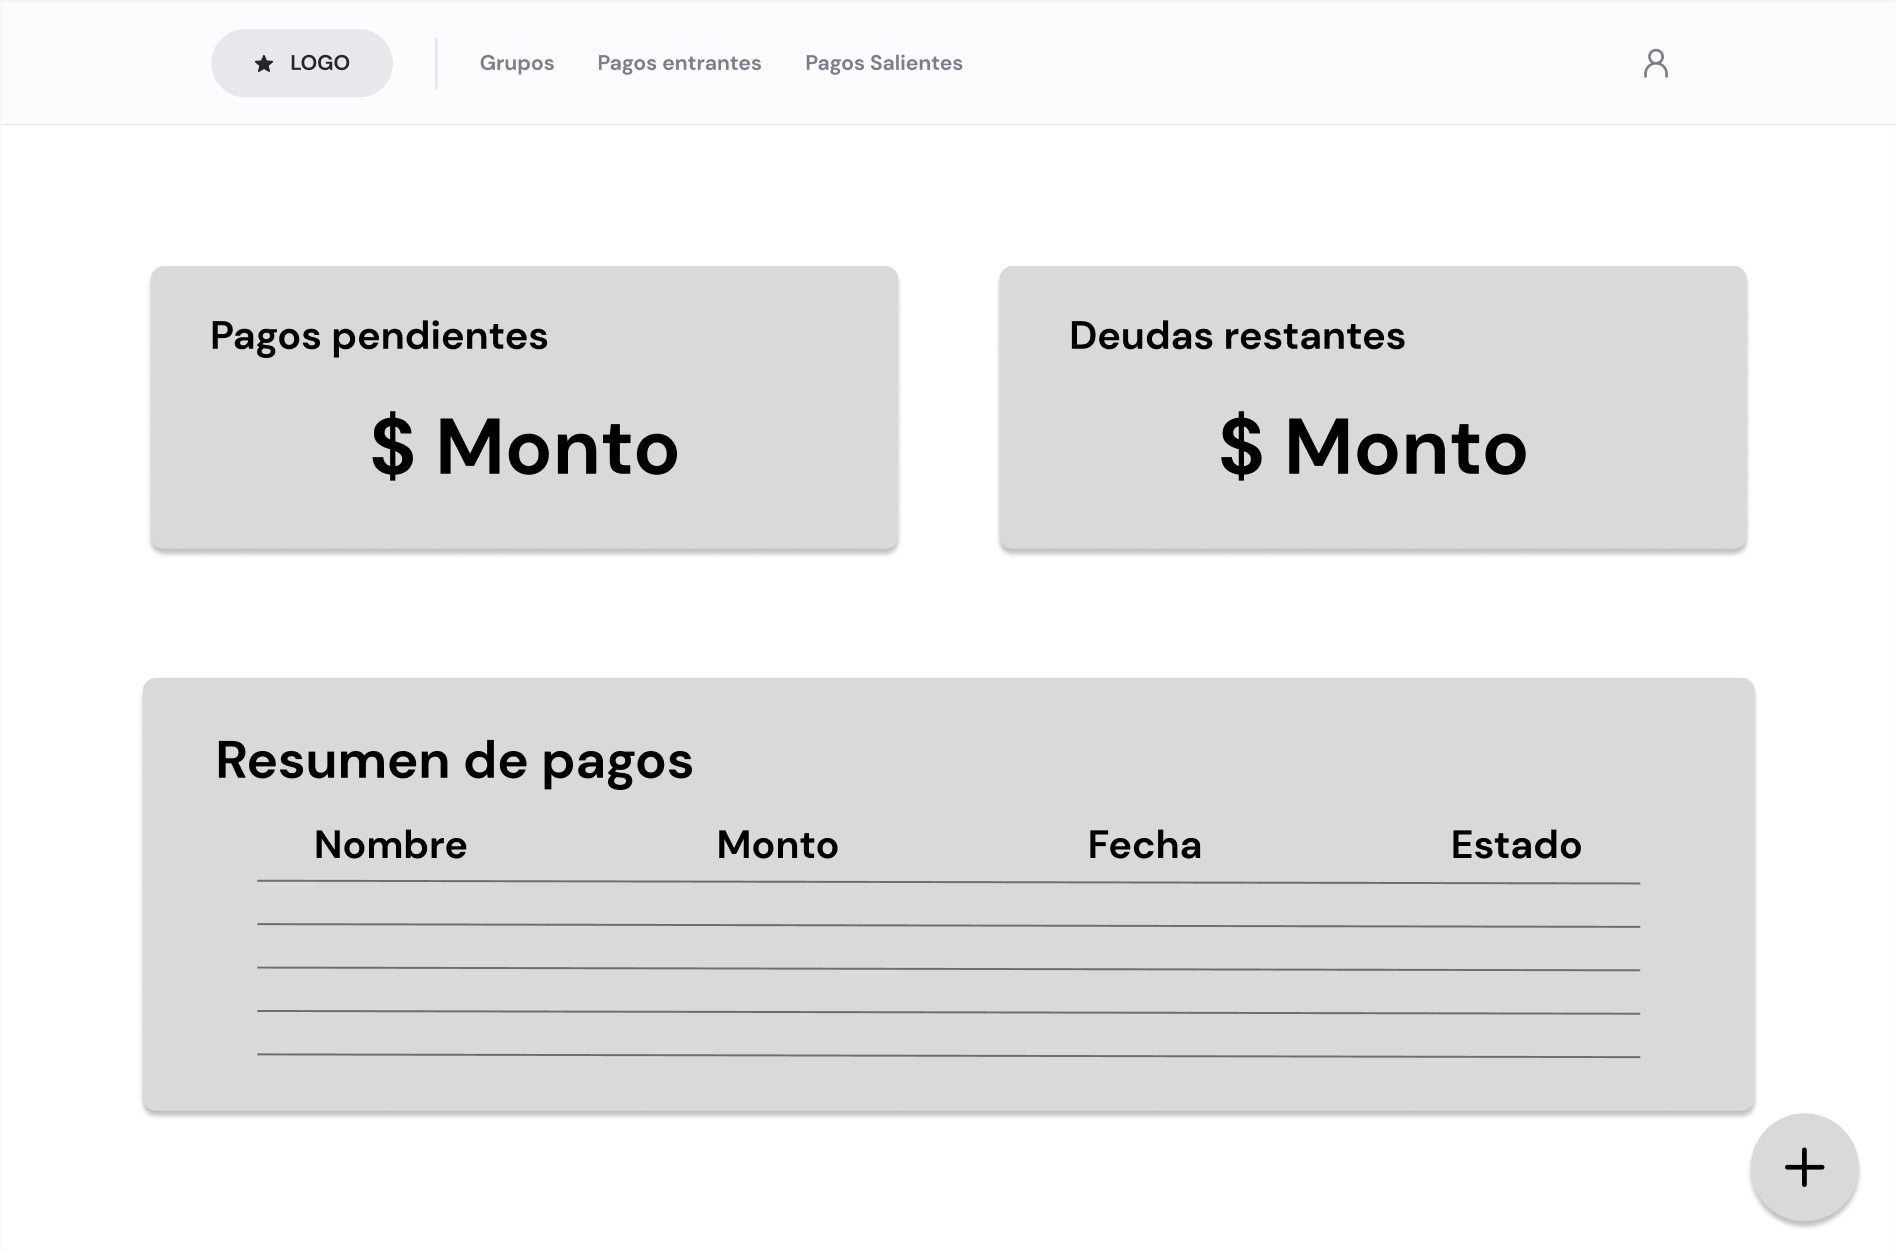 LOGO
Grupos Pagos entrantes Pagos Salientes
Pagos pendientes
$ Monto
Deudas restantes
$ Monto
Resumen de pagos
Nombre Monto Fecha Estado